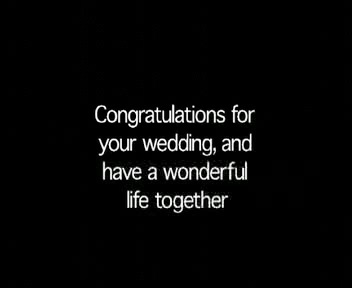 Congratulations for
your wedding, and
have a wonderful
life together